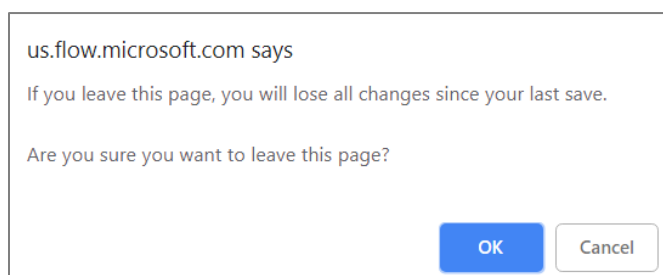 us.flow.microsoft.com says
If you leave this page, you will lose all changes since your last save.
Are you sure you want to leave this page?
OK
Cancel